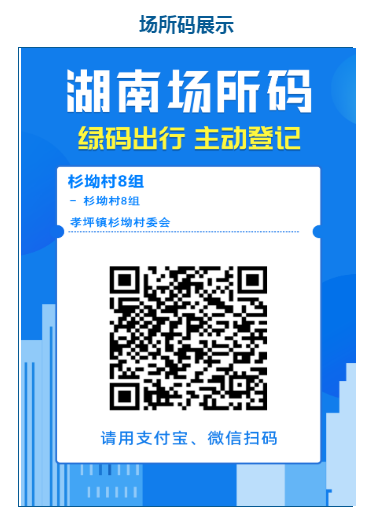 场所码展示
湖南场所码
绿码出行 主动登记
杉坳村8组
- 杉坳村8组
孝坪镇杉坳村委会
请用支付宝、微信扫码